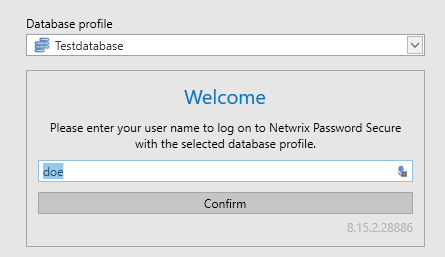 Database profile
Testdatabase
Welcome
Please enter your user name to log on to Netwrix Password Secure
with the selected database profile.
doe
Confirm
8.15.2.28886